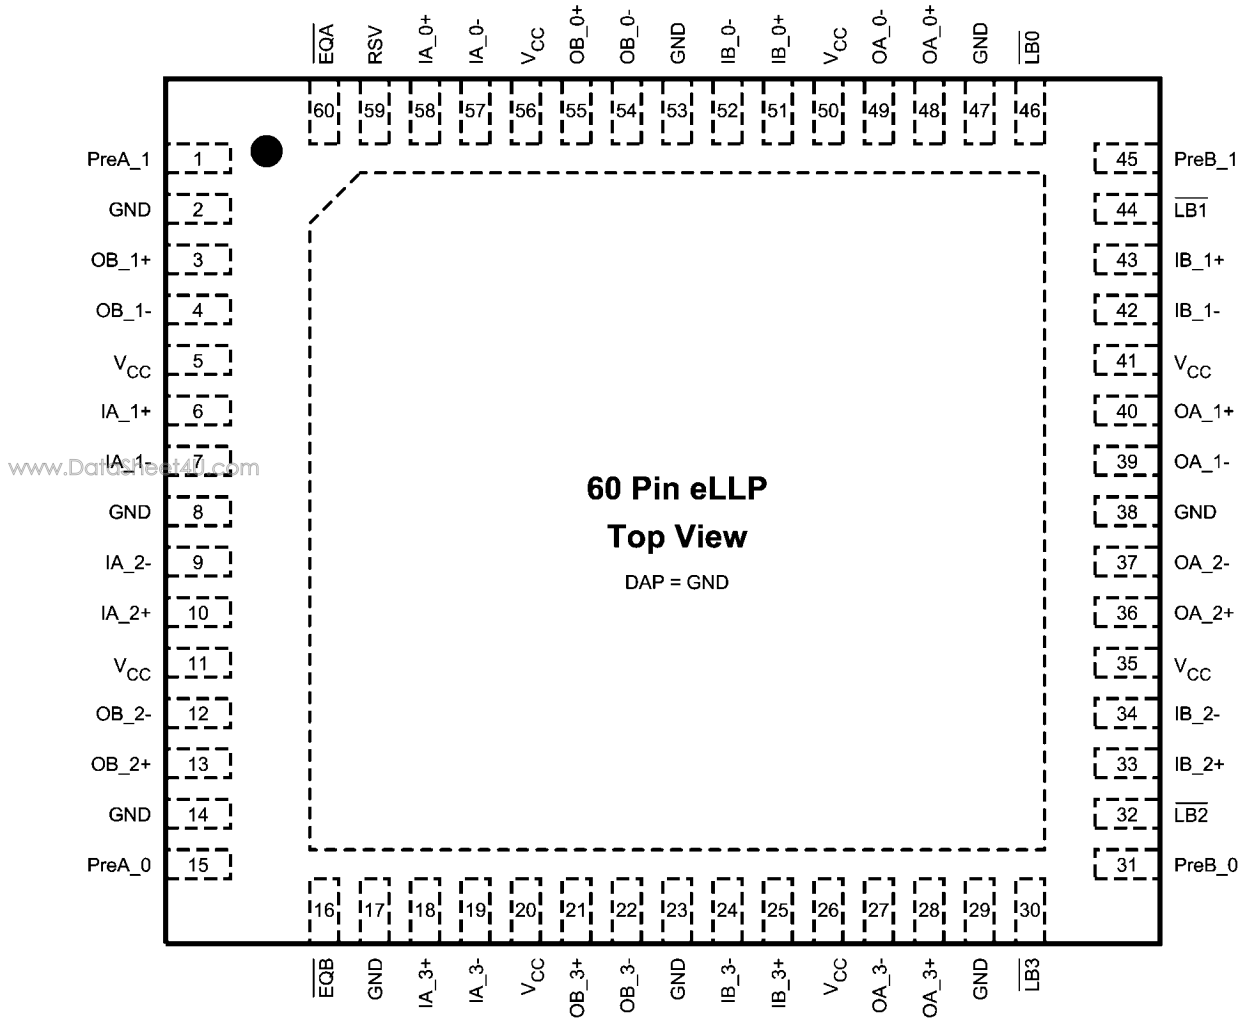 EQA RSV IA_0+ IA_0- VCC OB_0+ OB_0- GND IB_0- IB_0+ VCC OA_0- OA_0+ GND LB0
60 59 58 57 56 55 54 53 52 51 50 49 48 47 46
PreA_1 1 45 PreB_1
GND 2 44 LB1
OB_1+ 3 43 IB_1+
OB_1- 4 42 IB_1-
VCC 5 41 VCC
IA_1+ 6 40 OA_1+
IA_1- 7 39 OA_1-
www.DataSheet4U.com
60 Pin eLLP
GND 8 38 GND
Top View
IA_2- 9 37 OA_2-
DAP = GND
IA_2+ 10 36 OA_2+
VCC 11 35 VCC
OB_2- 12 34 IB_2-
OB_2+ 13 33 IB_2+
GND 14 32 LB2
PreA_0 15 31 PreB_0
16 17 18 19 20 21 22 23 24 25 26 27 28 29 30
EQB GND IA_3+ IA_3- VCC OB_3+ OB_3- GND IB_3- IB_3+ VCC OA_3- OA_3+ GND LB3